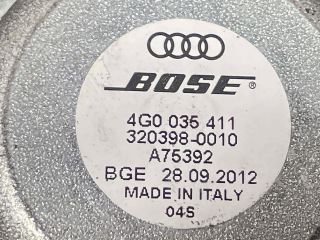 BOSE ®
4G0 035 411
320398-0010
A75392
BGE 28.09.2012
MADE IN ITALY
04S